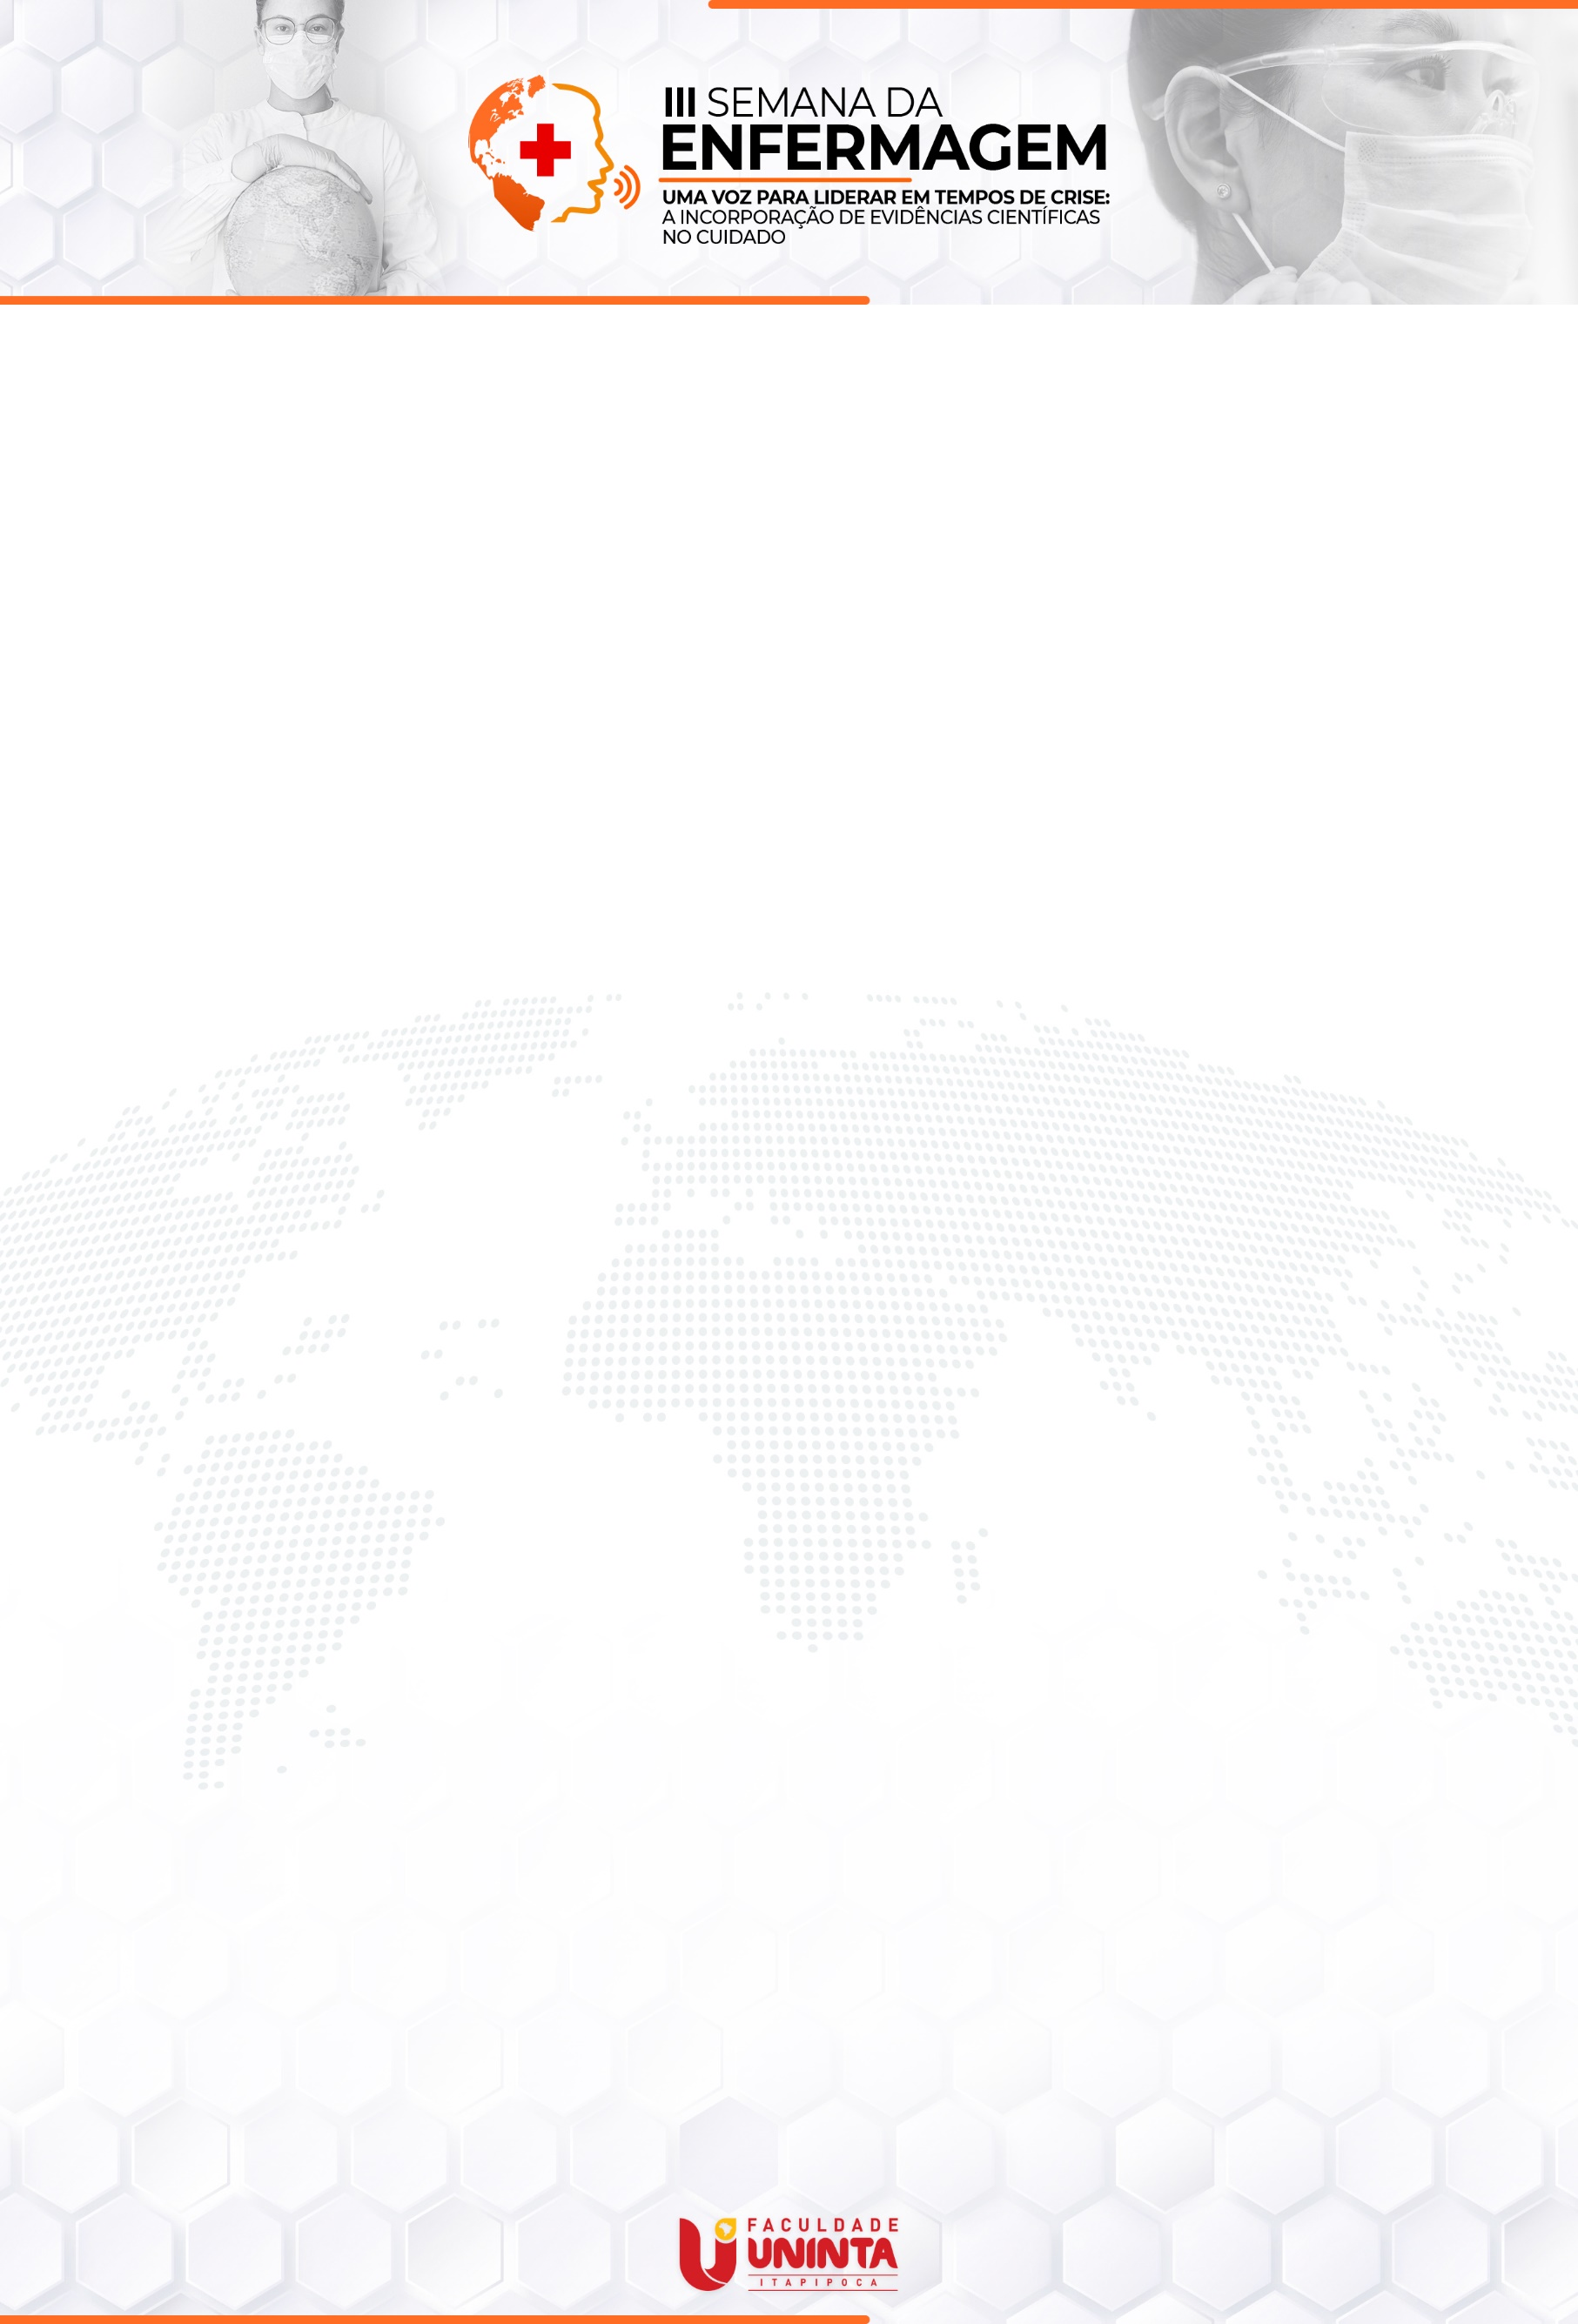 III SEMANA DA
ENFERMAGEM
UMA VOZ PARA LIDERAR EM TEMPOS DE CRISE:
A INCORPORAÇÃO DE EVIDÊNCIAS CIENTÍFICAS
NO CUIDADO
FACULDADE
UNINTA
ITAPIPOCA